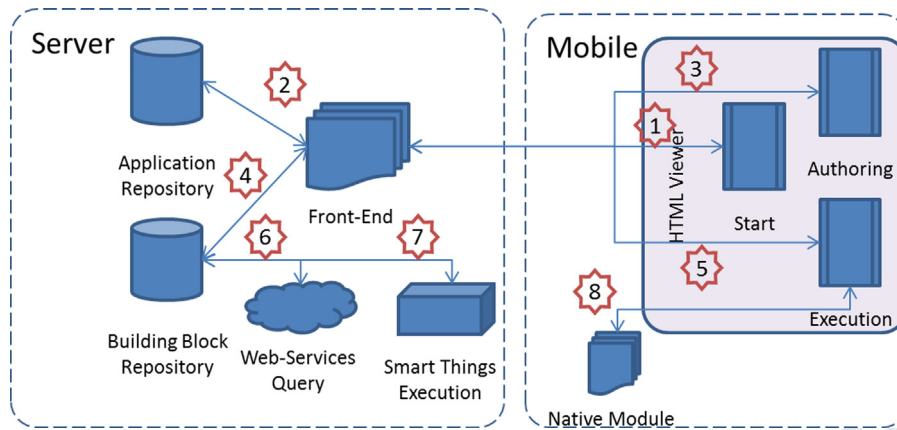 Server
Mobile
2
3
1
Application
Repository
4
Front-End
HTML Viewer
Authoring
Start
6
7
5
8
Building Block
Repository
Web-Services
Query
Smart Things
Execution
Execution
Native Module